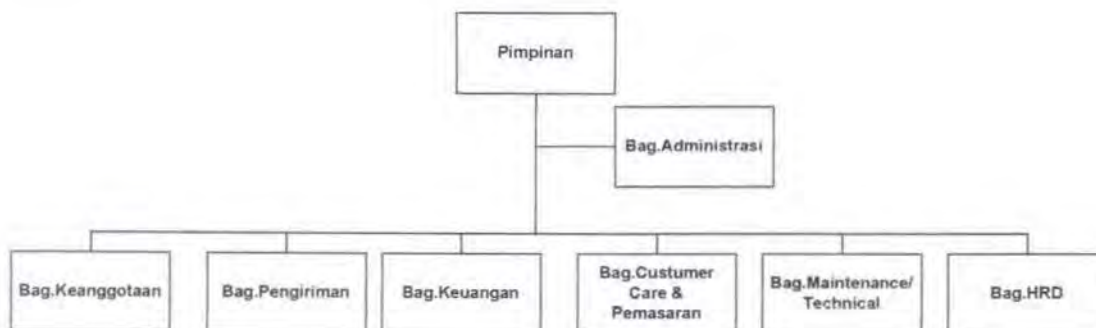 Pimpinan
Bag.Administrasi
Bag.Keanggotaan
Bag.Pengiriman
Bag.Keuangan
Bag.Custumer
Care &
Pemasaran
Bag.Maintenance/
Technical
Bag.HRD